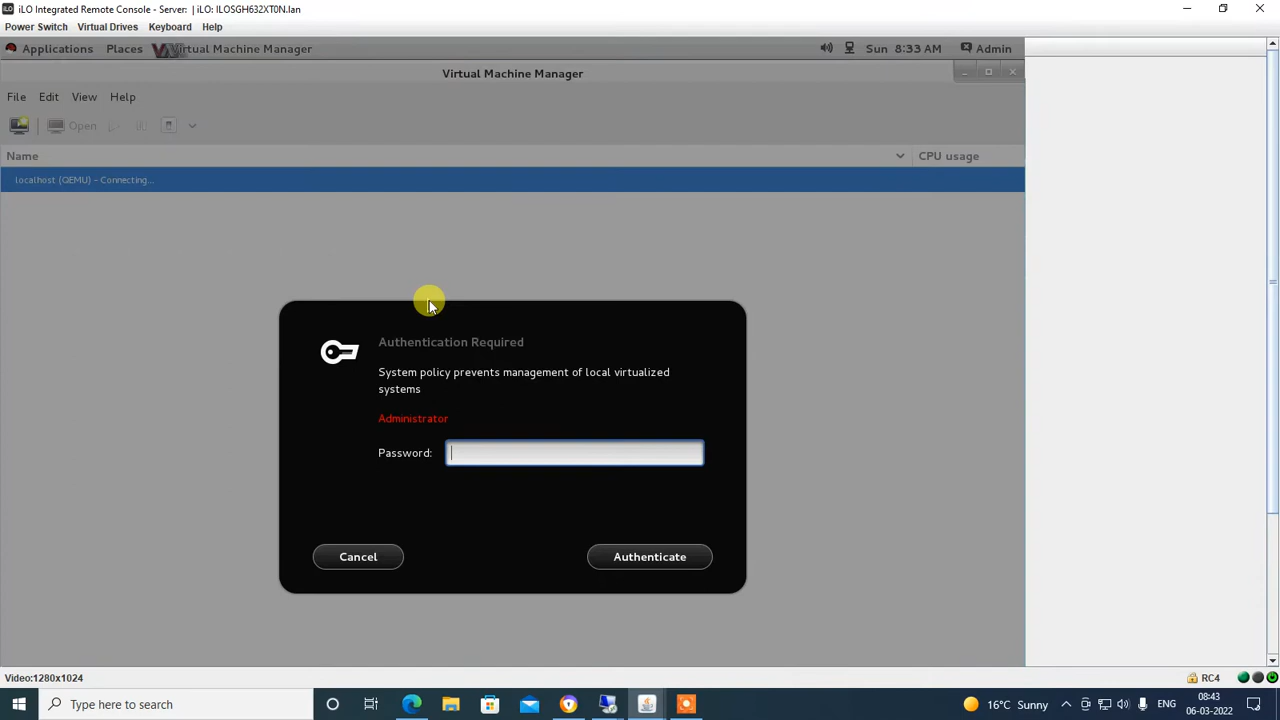 iLO Integrated Remote Console - Server: | iLO: ILOSGH632XT0N.lan
Power Switch Virtual Drives Keyboard Help
Applications Places Virtual Machine Manager Sun 8:33 AM Admin
Virtual Machine Manager
File Edit View Help
Open
Name CPU usage
localhost (QEMU) - Connecting...
Authentication Required
System policy prevents management of local virtualized
systems
Administrator
Password:
Cancel Authenticate
Video:1280x1024 RC4
Type here to search 16°C Sunny ENG 08:43
06-03-2022